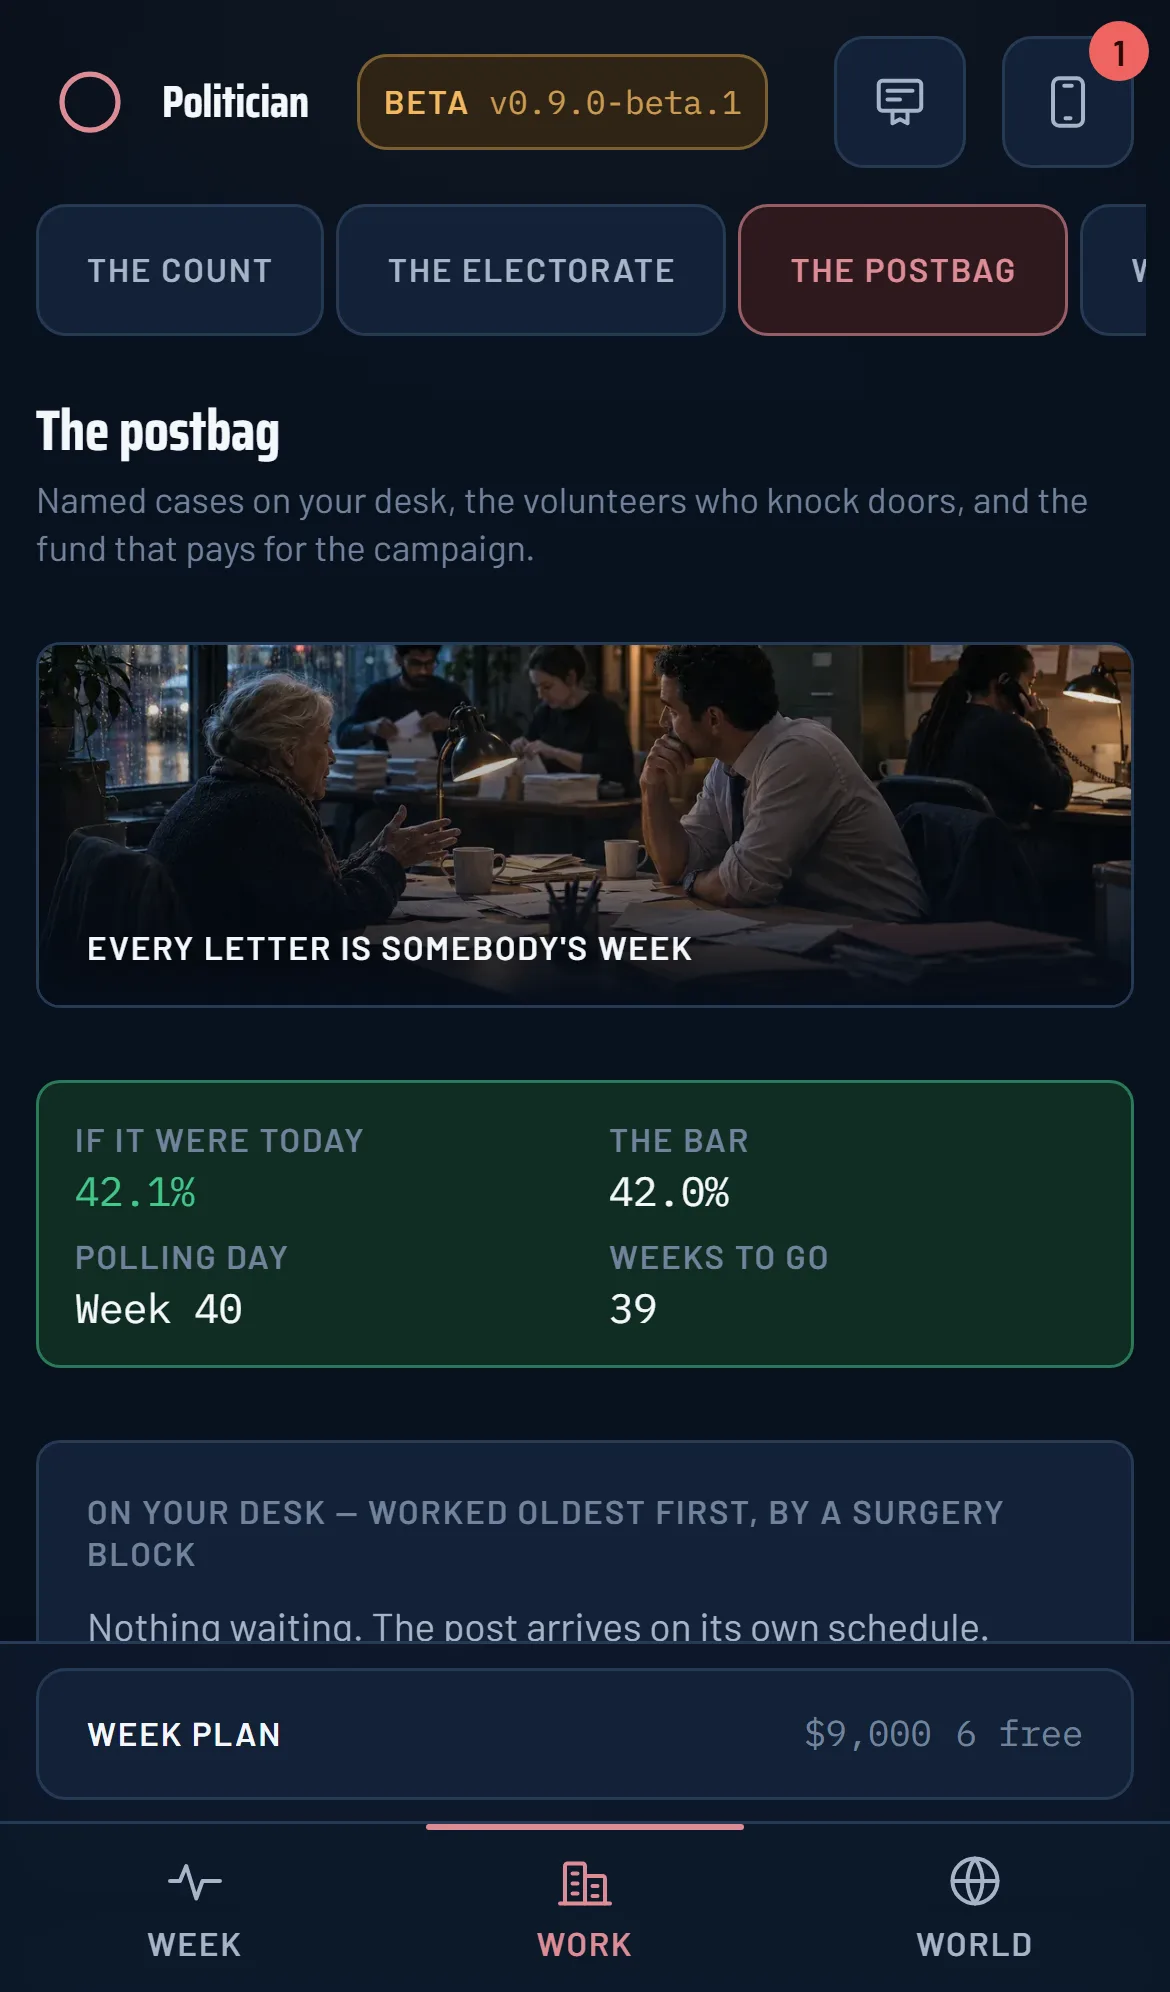 Politician
BETA v0.9.0-beta.1
1
THE COUNT
THE ELECTORATE
THE POSTBAG
The postbag
Named cases on your desk, the volunteers who knock doors, and the
fund that pays for the campaign.
EVERY LETTER IS SOMEBODY'S WEEK
IF IT WERE TODAY
42.1%
THE BAR
42.0%
POLLING DAY
Week 40
WEEKS TO GO
39
ON YOUR DESK – WORKED OLDEST FIRST, BY A SURGERY
BLOCK
Nothing waiting. The post arrives on its own schedule.
WEEK PLAN
$9,000 6 free
WEEK
WORK
WORLD